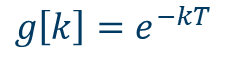 g[k] = e^{-kT}